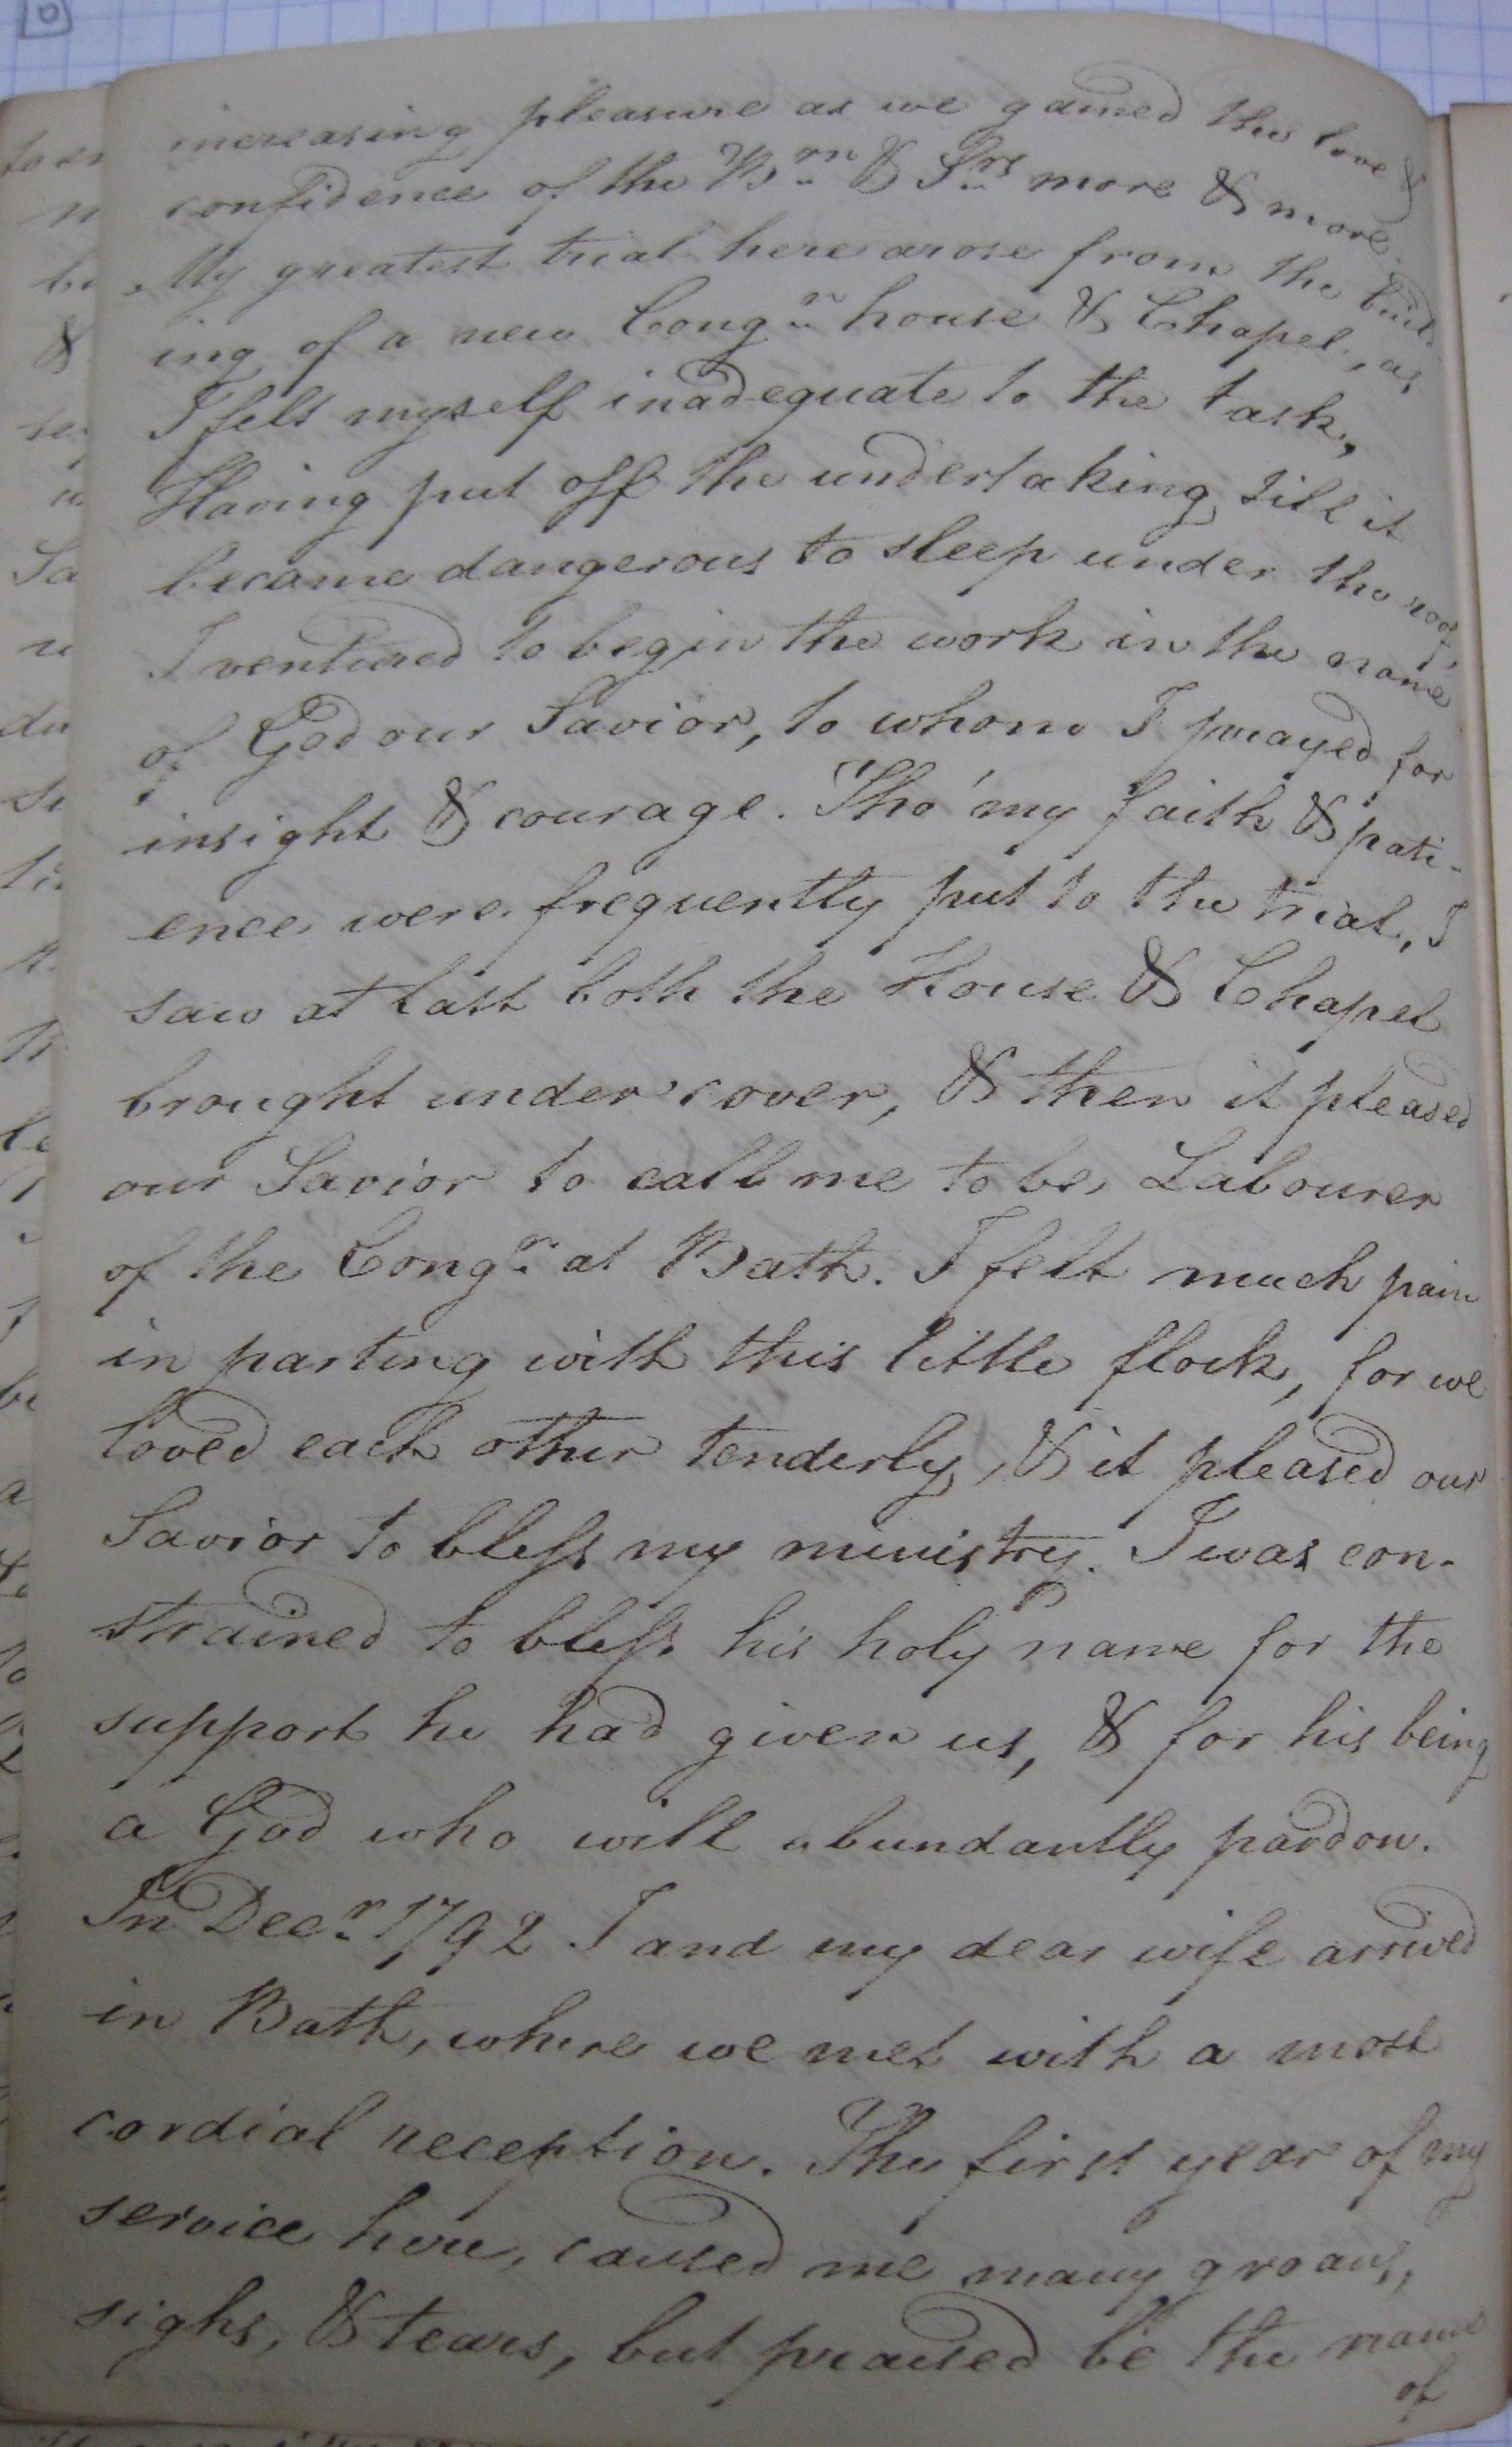 increasing pleasure as we gained the love &
confidence of the Brn & Srs more & more.
My greatest trial here arose from the build-
ing of a new Congn house & Chapel, as
I felt myself inadequate to the task,
Having put off the undertaking till it
became dangerous to sleep under the roof,
I ventured to begin the work in the name
of God our Savior, to whom I prayed for
insight & courage. Tho' my faith & pati-
ence were frequently put to the trial, I
saw at last both the House & Chapel
brought under cover, & then it pleased
our Savior to call me to be Labourer
of the Congn at Bath. I felt much pain
in parting with this little flock, for we
loved each other tenderly, & it pleased our
Savior to bless my ministry. I was con-
strained to bless his holy name for the
support he had given us, & for his being
a God who will abundantly pardon.
In Decr 1792 I and my dear wife arrived
in Bath, where we met with a most
cordial reception. The first year of my
service here, caused me many groans,
sighs, & tears, but praised be the name
of